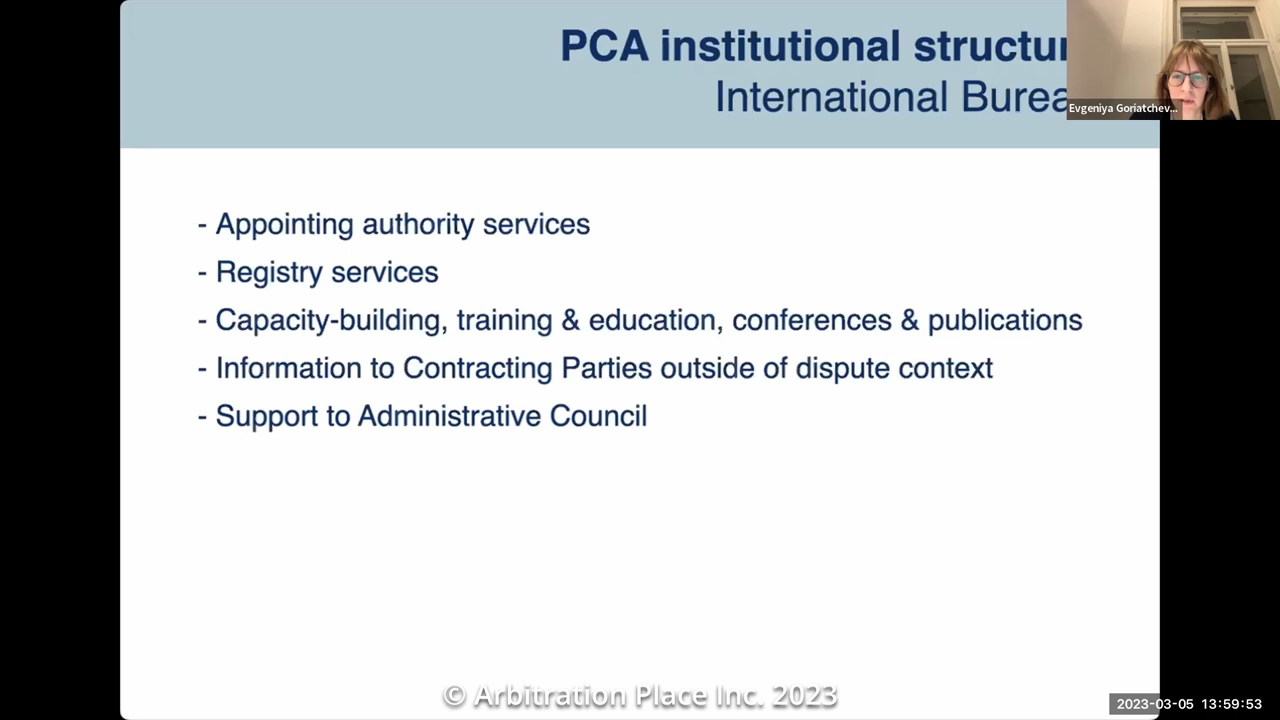 PCA institutional structur
International Burea
Evgeniya Goriatchev...
- Appointing authority services
- Registry services
- Capacity-building, training & education, conferences & publications
- Information to Contracting Parties outside of dispute context
- Support to Administrative Council
© Arbitration Place Inc. 2023
2023-03-05 13:59:53